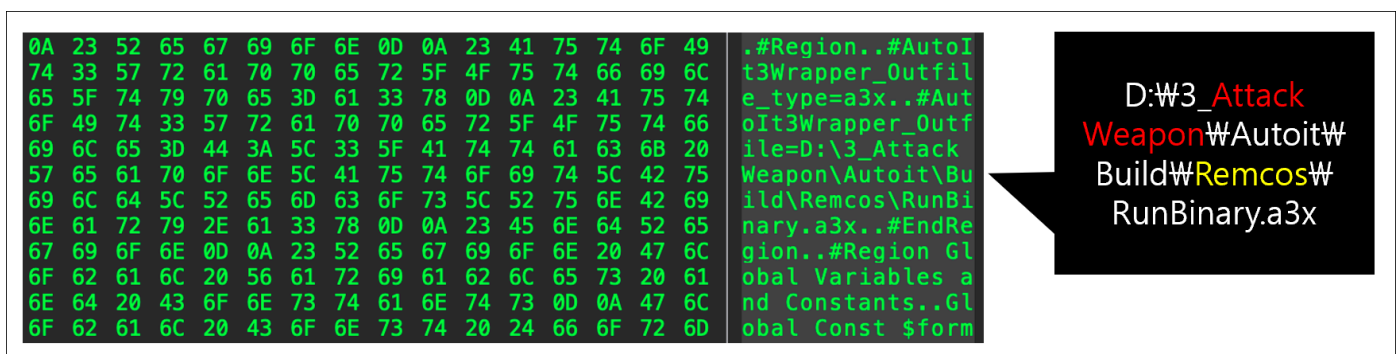 0A 23 52 65 67 69 6F 6E 0D 0A 23 41 75 74 6F 49 .#Region..#AutoI
74 33 57 72 61 70 70 65 72 5F 4F 75 74 66 69 6C t3Wrapper_Outfil
65 5F 74 79 70 65 3D 61 33 78 0D 0A 23 41 75 74 e_type=a3x..#Aut
6F 49 74 33 57 72 61 70 70 65 72 5F 4F 75 74 66 oIt3Wrapper_Outf
69 6C 65 3D 44 3A 5C 33 5F 41 74 74 61 63 6B 20 ile=D:\3_Attack
57 65 61 70 6F 6E 5C 41 75 74 6F 69 74 5C 42 75 Weapon\Autoit\Bu
69 6C 64 5C 52 65 6D 63 6F 73 5C 52 75 6E 42 69 ild\Remcos\RunBi
6E 61 72 79 2E 61 33 78 0D 0A 23 45 6E 64 52 65 nary.a3x..#EndRe
67 69 6F 6E 0D 0A 23 52 65 67 69 6F 6E 20 47 6C gion..#Region Gl
6F 62 61 6C 20 56 61 72 69 61 62 6C 65 73 20 61 obal Variables a
6E 64 20 43 6F 6E 73 74 61 6E 74 73 0D 0A 47 6C nd Constants..Gl
6F 62 61 6C 20 43 6F 6E 73 74 20 24 66 6F 72 6D obal Const $form
D:₩3_Attack
Weapon₩Autoit₩
Build₩Remcos₩
RunBinary.a3x